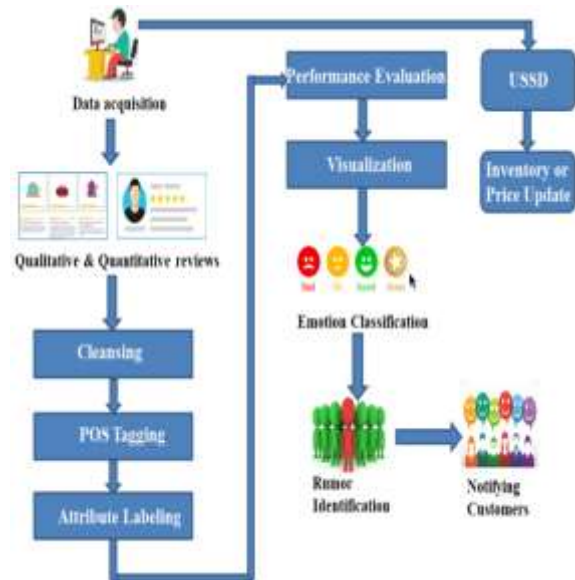 Data acquisition
Qualitative & Quantitative reviews
Cleansing
POS Tagging
Attribute Labeling
Performance Evaluation
Visualization
Emotion Classification
Rumor
Identification
Notifying
Customers
USSD
Inventory or
Price Update